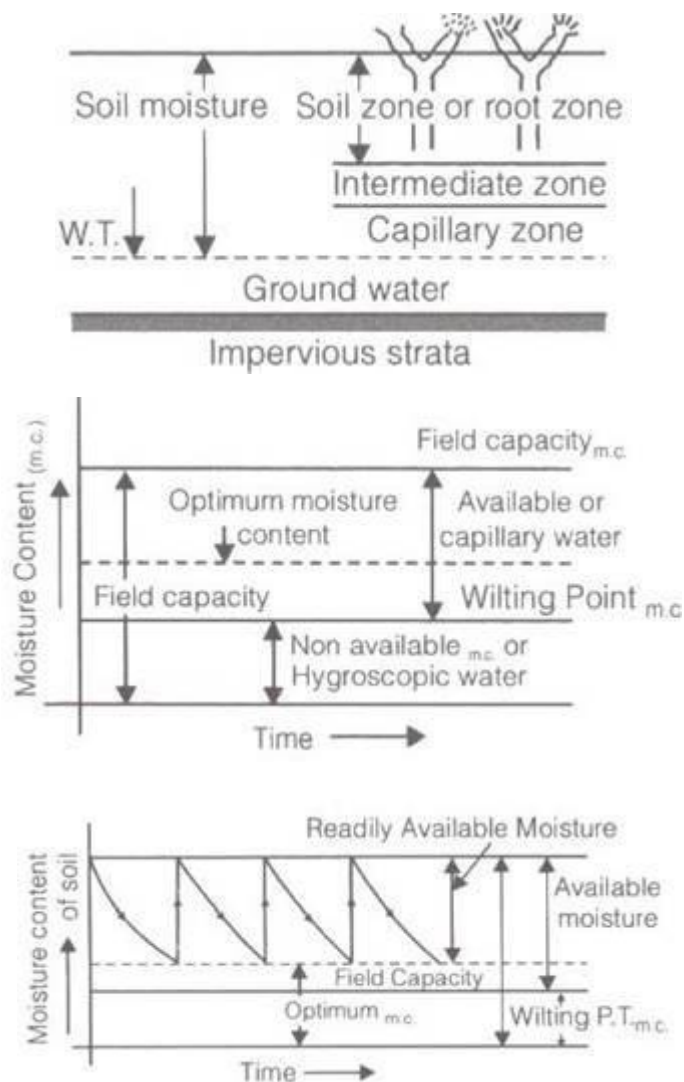 Soil moisture
Soil zone or root zone
Intermediate zone
W.T.
Capillary zone
Ground water
Impervious strata
Moisture Content (m.c.)
Field capacity m.c.
Optimum moisture
content
Available or
capillary water
Field capacity
Wilting Point m.c
Non available m.c. or
Hygroscopic water
Time
Readily Available Moisture
Moisture content
of soil
Available
moisture
Field Capacity
Optimum m.c.
Wilting P.T. m.c.
Time